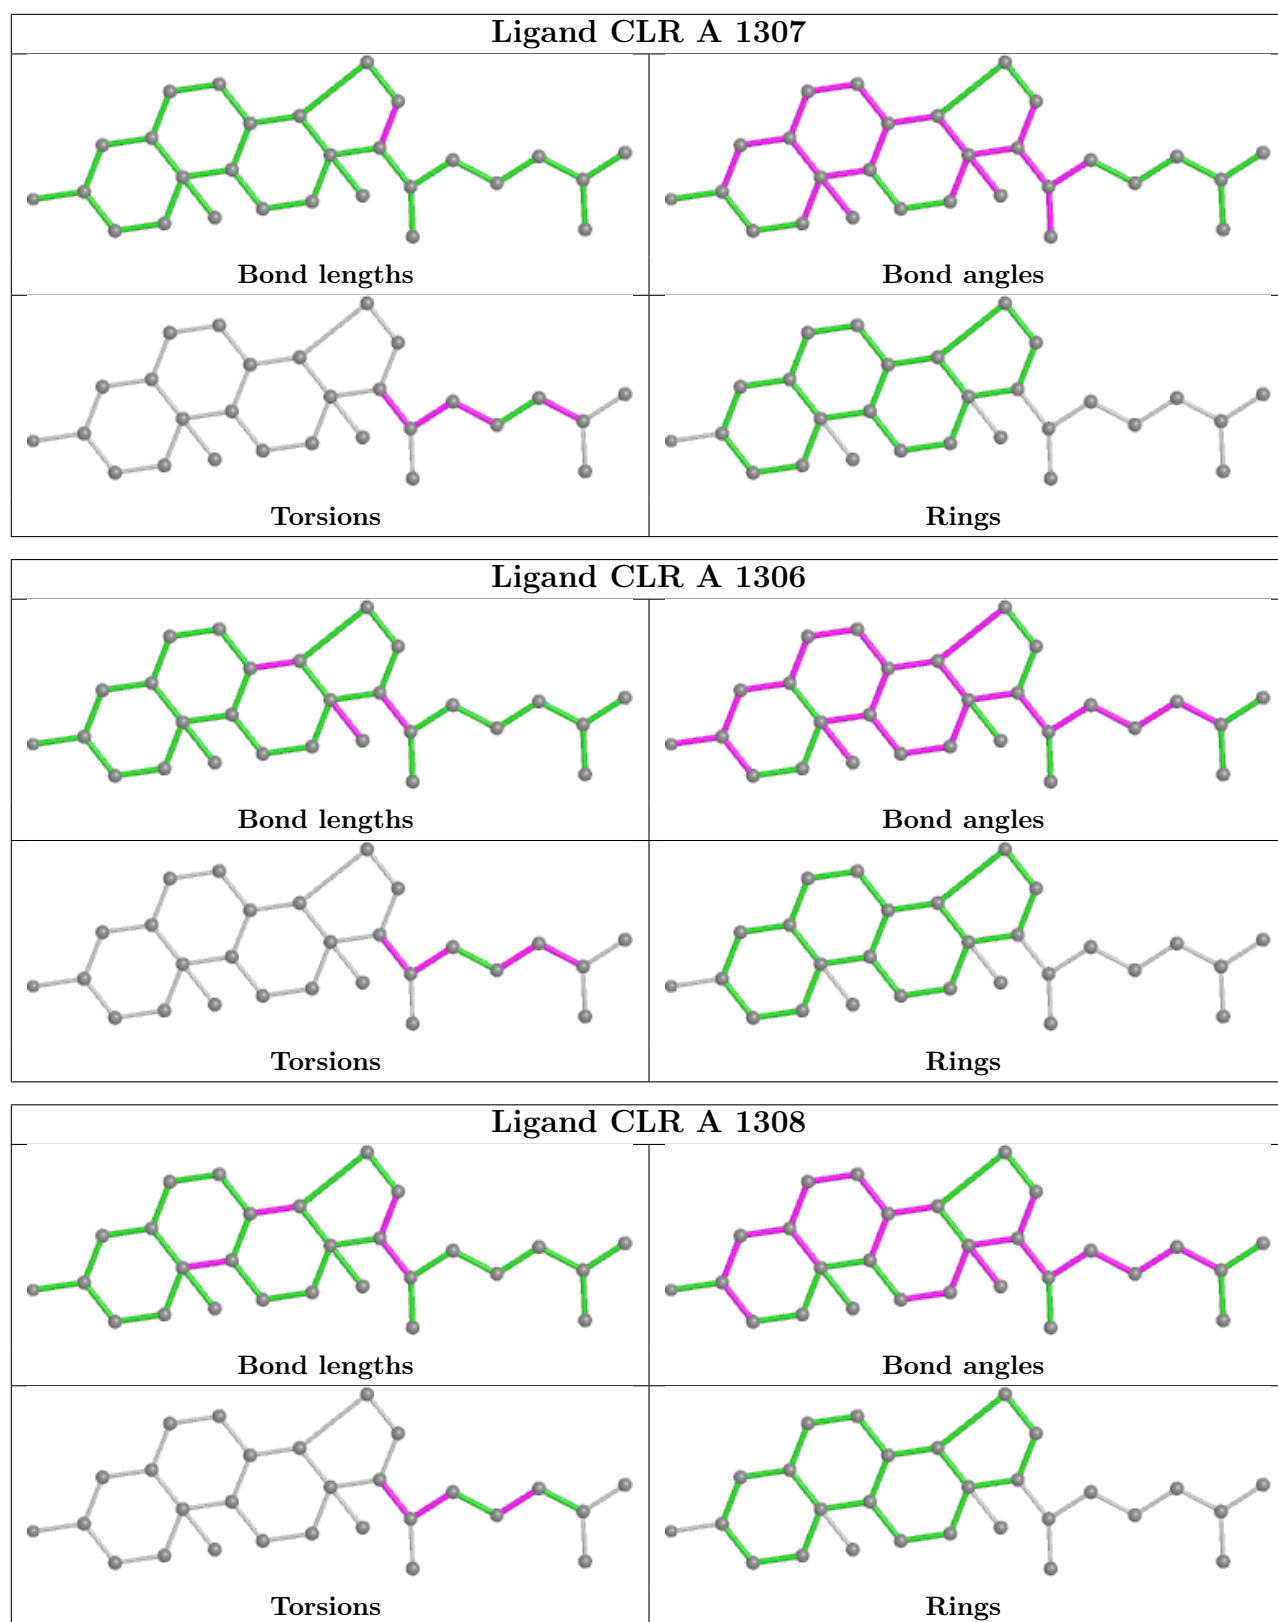 Ligand CLR A 1307
Bond lengths
Bond angles
Torsions
Rings
Ligand CLR A 1306
Bond lengths
Bond angles
Torsions
Rings
Ligand CLR A 1308
Bond lengths
Bond angles
Torsions
Rings